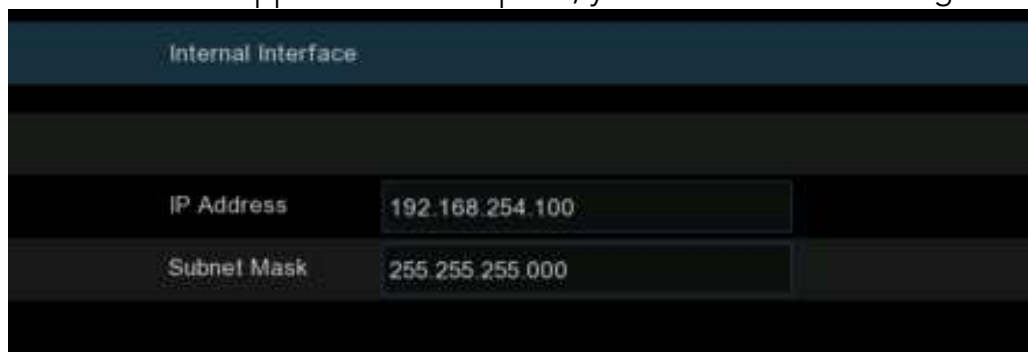 Internal Interface
IP Address 192.168.254.100
Subnet Mask 255.255.255.000